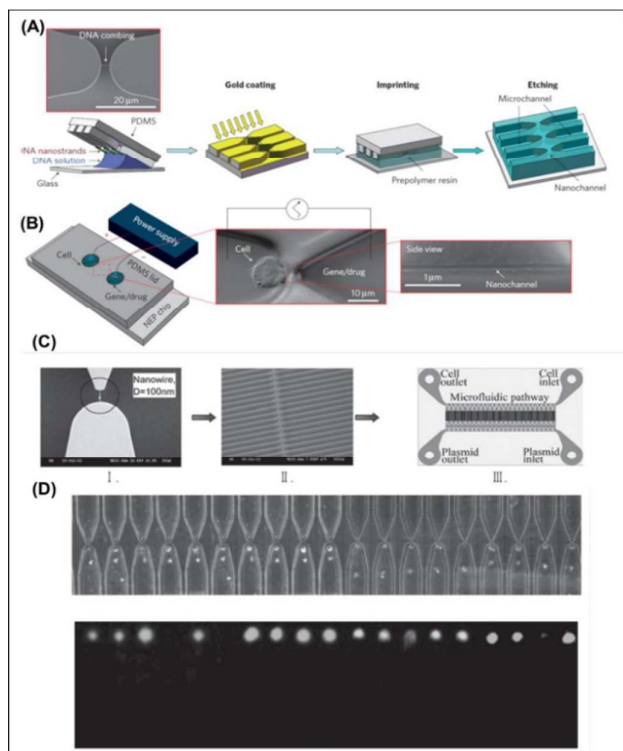 (A)
DNA combing
20 μm
Gold coating
Imprinting
Etching
PDMS
NA nanostrands
DNA solution
Glass
Prepolymer resin
Microchannel
Nanochannel
(B)
Power supply
Cell
PDMS lid
Gene/drug
NEP chip
Cell
Gene/drug
10 μm
Side view
1μm
Nanochannel
(C)
Nanowire,
D=100nm
Cell
outlet
Cell
inlet
Microfluidic pathway
Plasmid
outlet
Plasmid
inlet
Ⅰ.
Ⅱ.
Ⅲ.
(D)